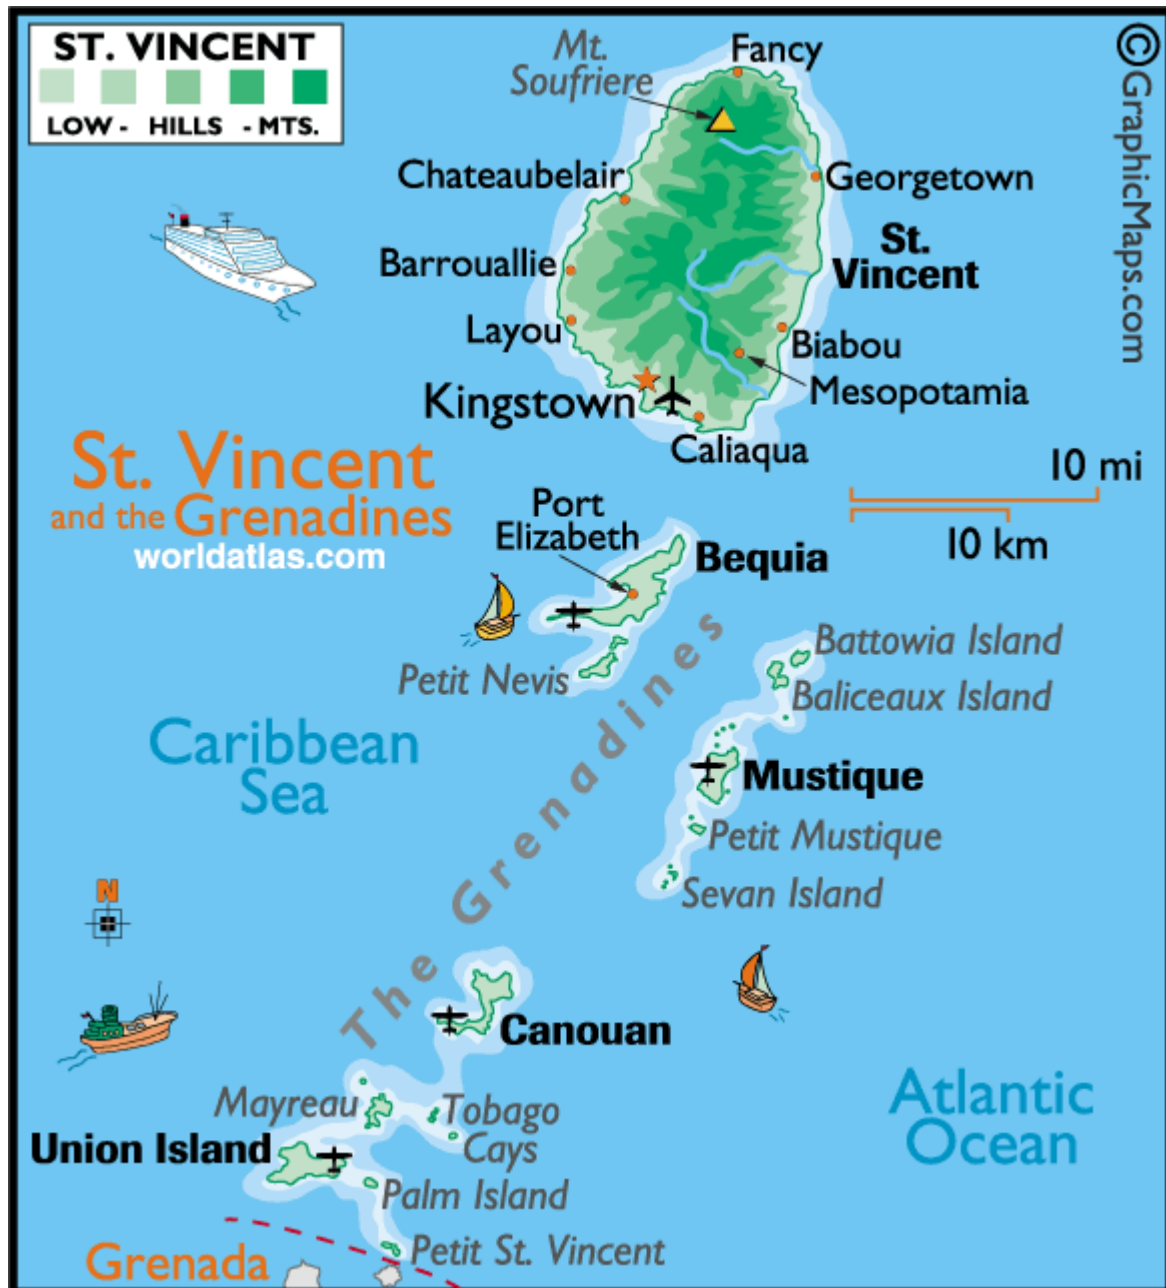 ST. VINCENT
LOW - HILLS - MTS.
©GraphicMaps.com
Mt.
Soufriere
Fancy
Chateaubelair
Georgetown
St.
Vincent
Barrouallie
Layou
Biabou
Mesopotamia
Kingstown
Caliaqua
St. Vincent
and the Grenadines
worldatlas.com
10 mi
10 km
Port
Elizabeth
Bequia
Petit Nevis
Battowia Island
Baliceaux Island
Caribbean
Sea
The Grenadines
Mustique
Petit Mustique
Sevan Island
N
Canouan
Mayreau
Tobago
Cays
Union Island
Palm Island
Atlantic
Ocean
Petit St. Vincent
Grenada